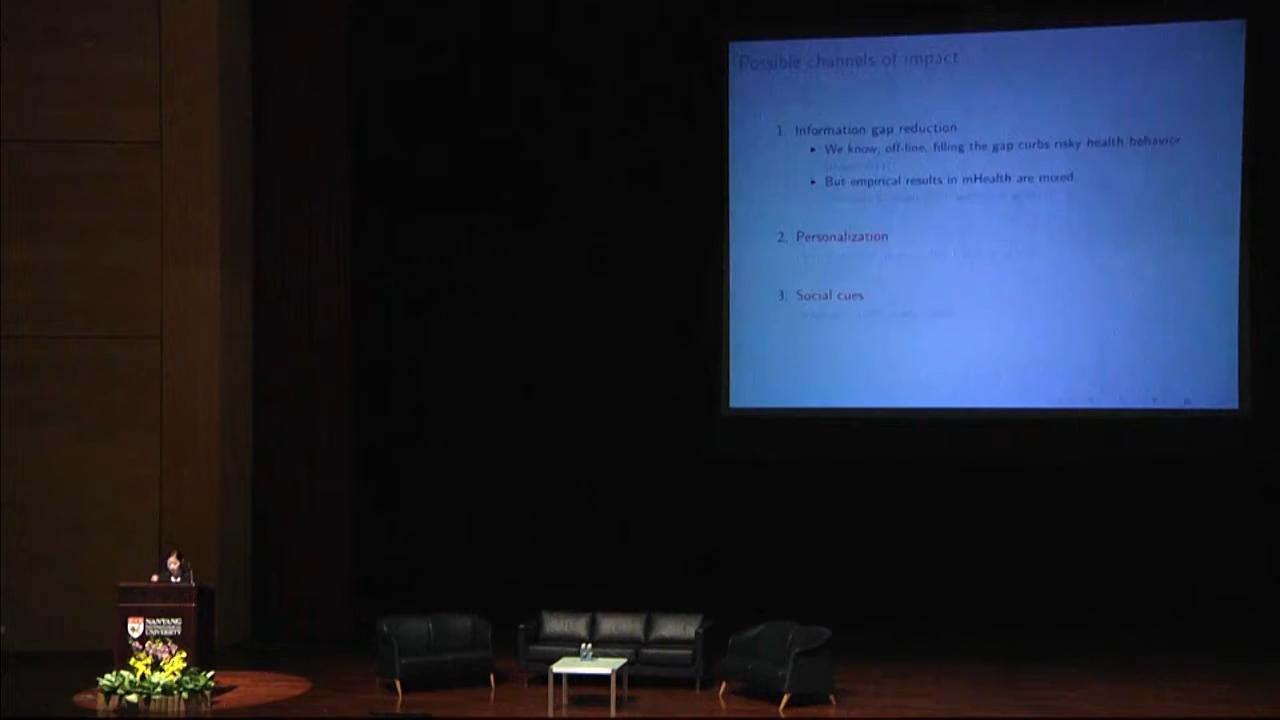 Possible channels of impact
1. Information gap reduction
▸ We know, off-line, filling the gap curbs risky health behavior
▸ But empirical results in mHealth are mixed
2. Personalization
3. Social cues
NANYANG
TECHNOLOGICAL
UNIVERSITY